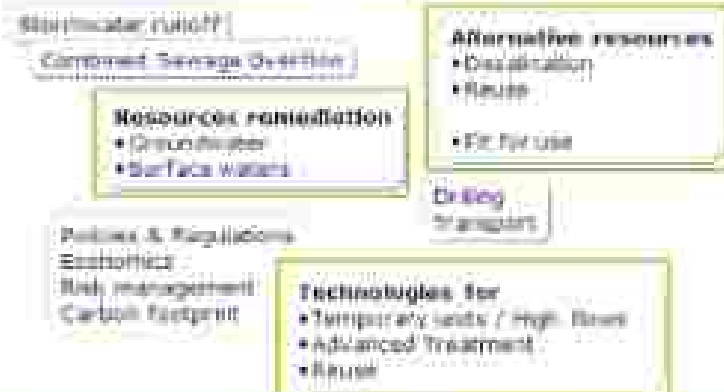 Stormwater runoff
Combined Sewage Overflow
Alternative resources
•Desalination
•Reuse
•Fit for use
Resources remediation
•Groundwater
•Surface waters
Transport
Policies & Regulations
Economics
Risk management
Carbon footprint
Technologies for
•Temporary units / High flows
•Advanced Treatment
•Reuse